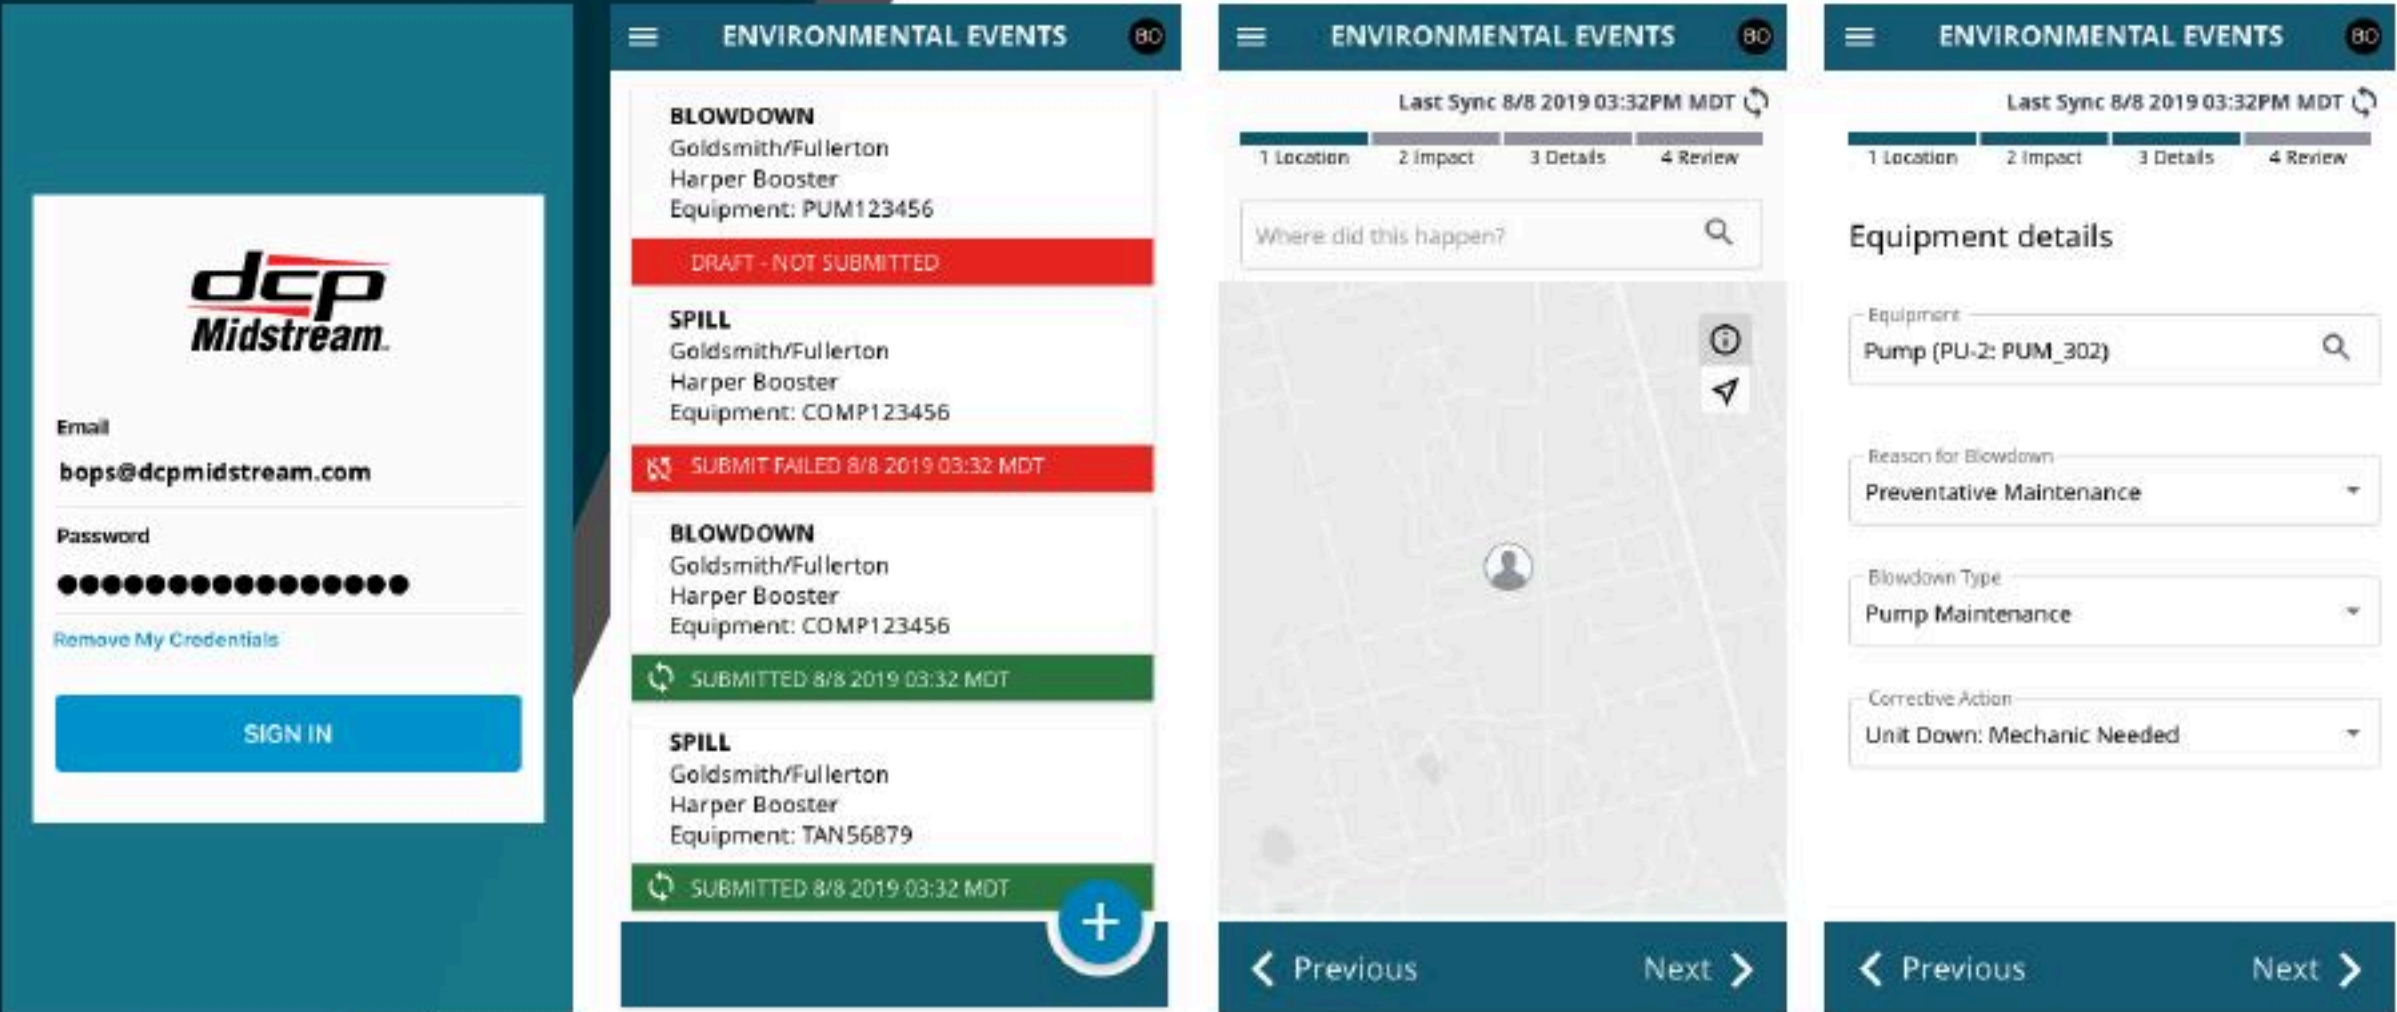 dcp
Midstream
Email
bops@dcpmidstream.com
Password
Remove My Credentials
SIGN IN
ENVIRONMENTAL EVENTS
BO
BLOWDOWN
Goldsmith/Fullerton
Harper Booster
Equipment: PUM123456
DRAFT - NOT SUBMITTED
SPILL
Goldsmith/Fullerton
Harper Booster
Equipment: COMP123456
SUBMIT FAILED 8/8 2019 03:32 MDT
BLOWDOWN
Goldsmith/Fullerton
Harper Booster
Equipment: COMP123456
SUBMITTED 8/8 2019 03:32 MDT
SPILL
Goldsmith/Fullerton
Harper Booster
Equipment: TAN56879
SUBMITTED 8/8 2019 03:32 MDT
ENVIRONMENTAL EVENTS
BO
Last Sync 8/8 2019 03:32PM MDT
1 Location 2 Impact 3 Details 4 Review
Where did this happen?
Previous Next
ENVIRONMENTAL EVENTS
BO
Last Sync 8/8 2019 03:32PM MDT
1 Location 2 Impact 3 Details 4 Review
Equipment details
Equipment
Pump (PU-2: PUM_302)
Reason for Blowdown
Preventative Maintenance
Blowdown Type
Pump Maintenance
Corrective Action
Unit Down: Mechanic Needed
Previous Next